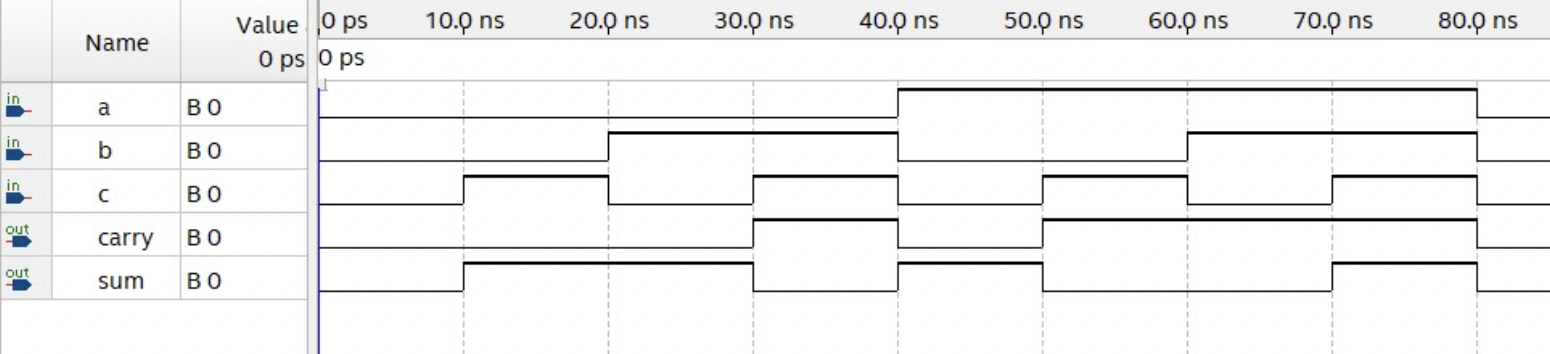 Name Value 0 ps 10.0 ns 20.0 ns 30.0 ns 40.0 ns 50.0 ns 60.0 ns 70.0 ns 80.0 ns
0 ps 0 ps
in a B 0
in b B 0
in c B 0
out carry B 0
out sum B 0